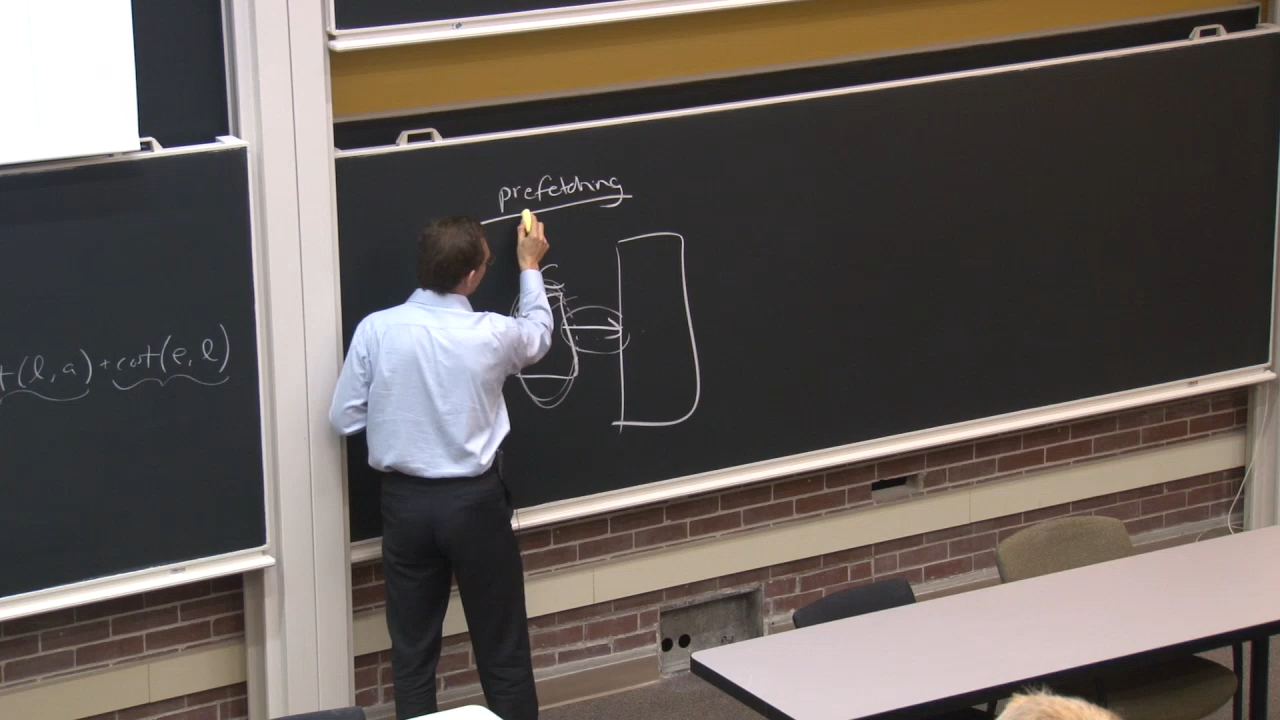 (l, a) + cost(e, l)
prefetching